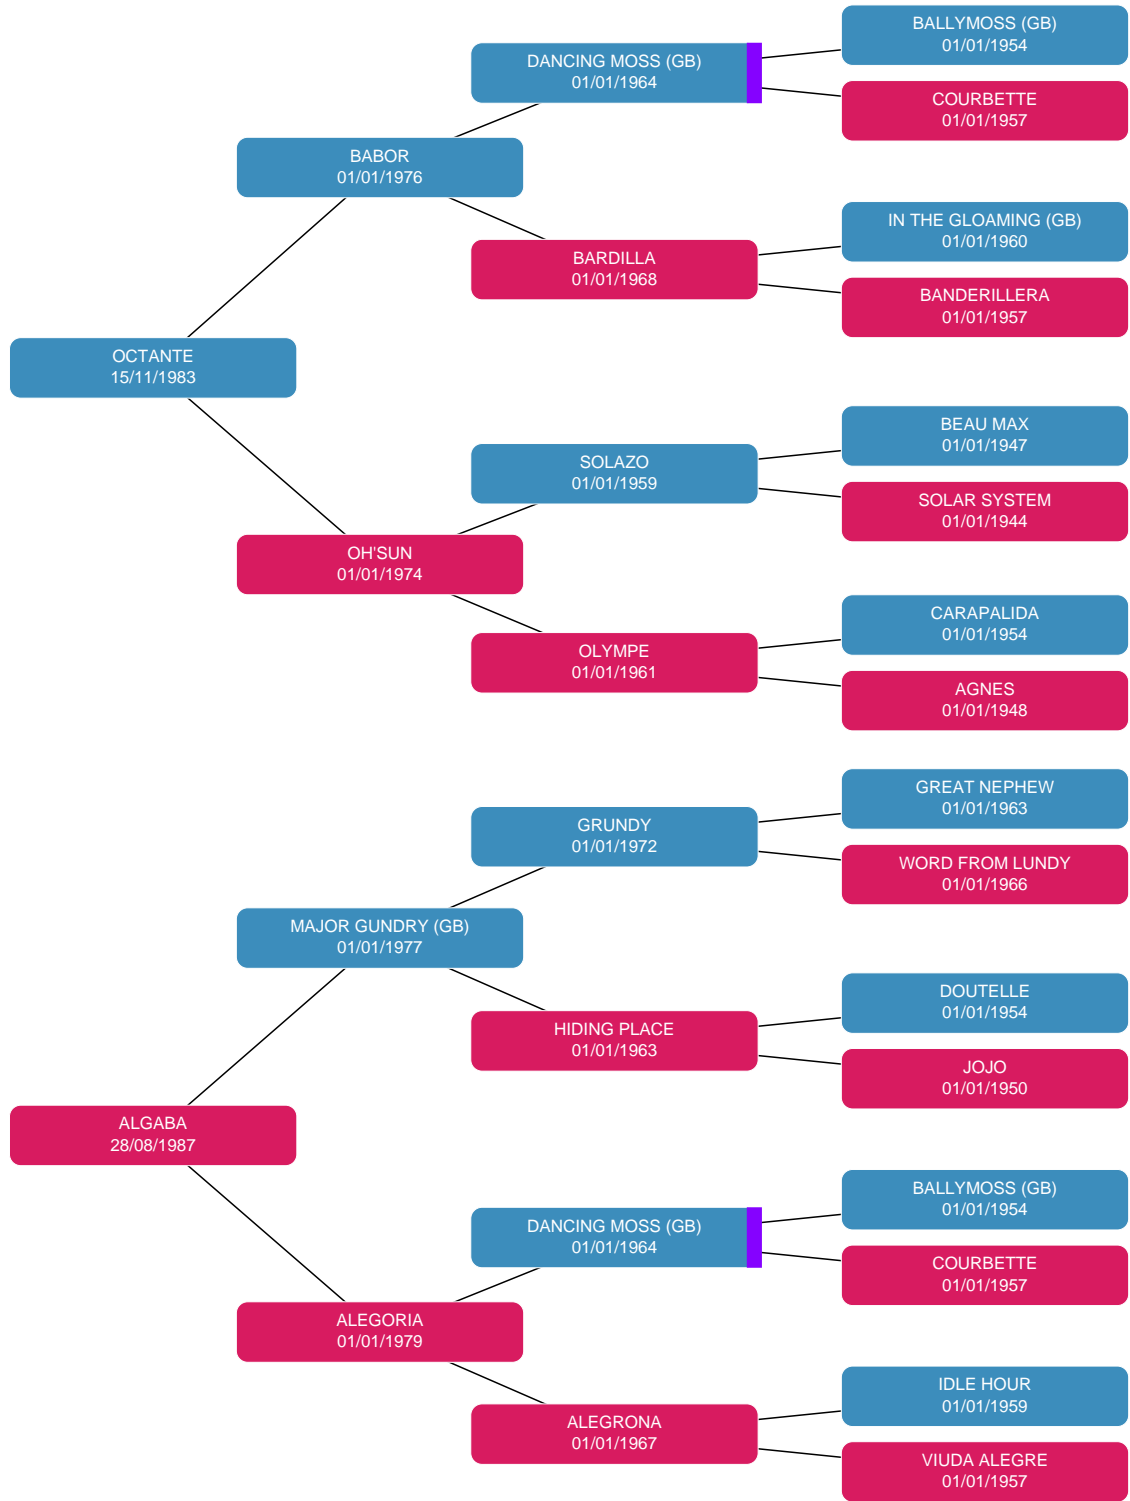 BALLYMOSS (GB)
01/01/1954
DANCING MOSS (GB)
01/01/1964
COURBETTE
01/01/1957
BABOR
01/01/1976
IN THE GLOAMING (GB)
01/01/1960
BARDILLA
01/01/1968
BANDERILLERA
01/01/1957
OCTANTE
15/11/1983
BEAU MAX
01/01/1947
SOLAZO
01/01/1959
SOLAR SYSTEM
01/01/1944
OH'SUN
01/01/1974
CARAPALIDA
01/01/1954
OLYMPE
01/01/1961
AGNES
01/01/1948
GREAT NEPHEW
01/01/1963
GRUNDY
01/01/1972
WORD FROM LUNDY
01/01/1966
MAJOR GUNDRY (GB)
01/01/1977
DOUTELLE
01/01/1954
HIDING PLACE
01/01/1963
JOJO
01/01/1950
ALGABA
28/08/1987
BALLYMOSS (GB)
01/01/1954
DANCING MOSS (GB)
01/01/1964
COURBETTE
01/01/1957
ALEGORIA
01/01/1979
IDLE HOUR
01/01/1959
ALEGRONA
01/01/1967
VIUDA ALEGRE
01/01/1957